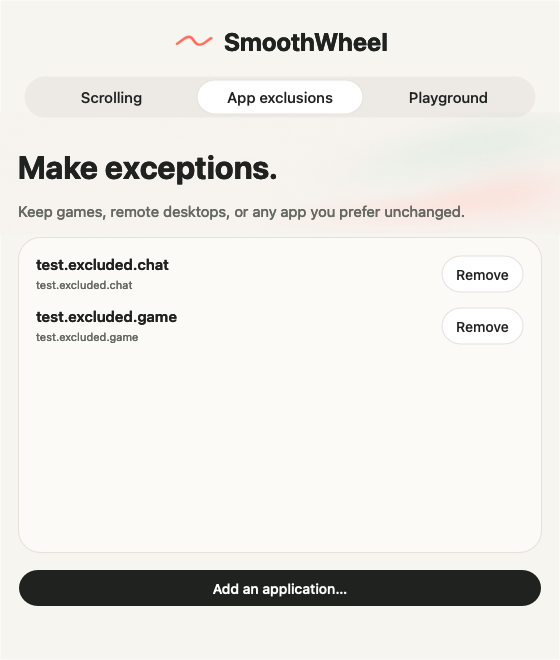 SmoothWheel
Scrolling
App exclusions
Playground
Make exceptions.
Keep games, remote desktops, or any app you prefer unchanged.
test.excluded.chat
test.excluded.chat
Remove
test.excluded.game
test.excluded.game
Remove
Add an application...